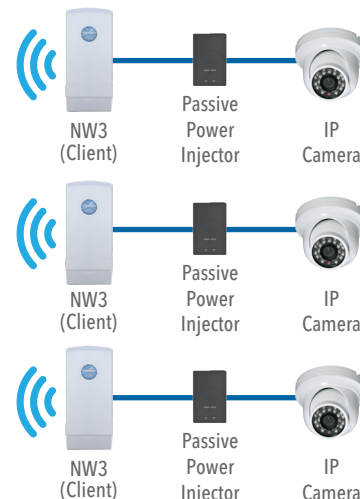 NW3
(Client)
Passive
Power
Injector
IP
Camera
NW3
(Client)
Passive
Power
Injector
IP
Camera
NW3
(Client)
Passive
Power
Injector
IP
Camera